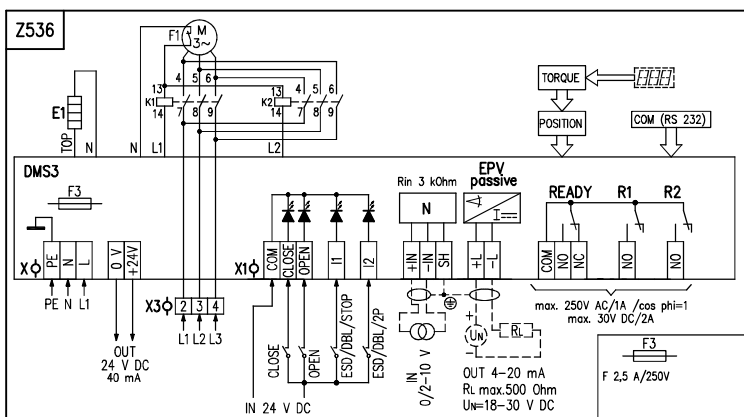 Z536
F1
M
3~
4 5 6
13
K1
14
7 8 9
13
K2
14
4 5 6
7 8 9
E1
TOP
N
N
L1
L2
TORQUE
POSITION
COM (RS 232)
DMS3
F3
Rin 3 kOhm
N
EPV
passive
I
READY R1 R2
X
PE
N
L
0 V
+24V
X1
COM
CLOSE
OPEN
I1
I2
+IN
-IN
SH
+L
-L
COM
NO
NC
NO
NO
PE N L1
X3
2 3 4
L1 L2 L3
OUT
24 V DC
40 mA
CLOSE
OPEN
ESD/DBL/STOP
ESD/DBL/2P
IN 24 V DC
IN
0/2-10 V
+
UN
-
RL
OUT 4-20 mA
RL max.500 Ohm
UN=18-30 V DC
max. 250V AC/1A /cos phi=1
max. 30V DC/2A
F3
F 2,5 A/250V